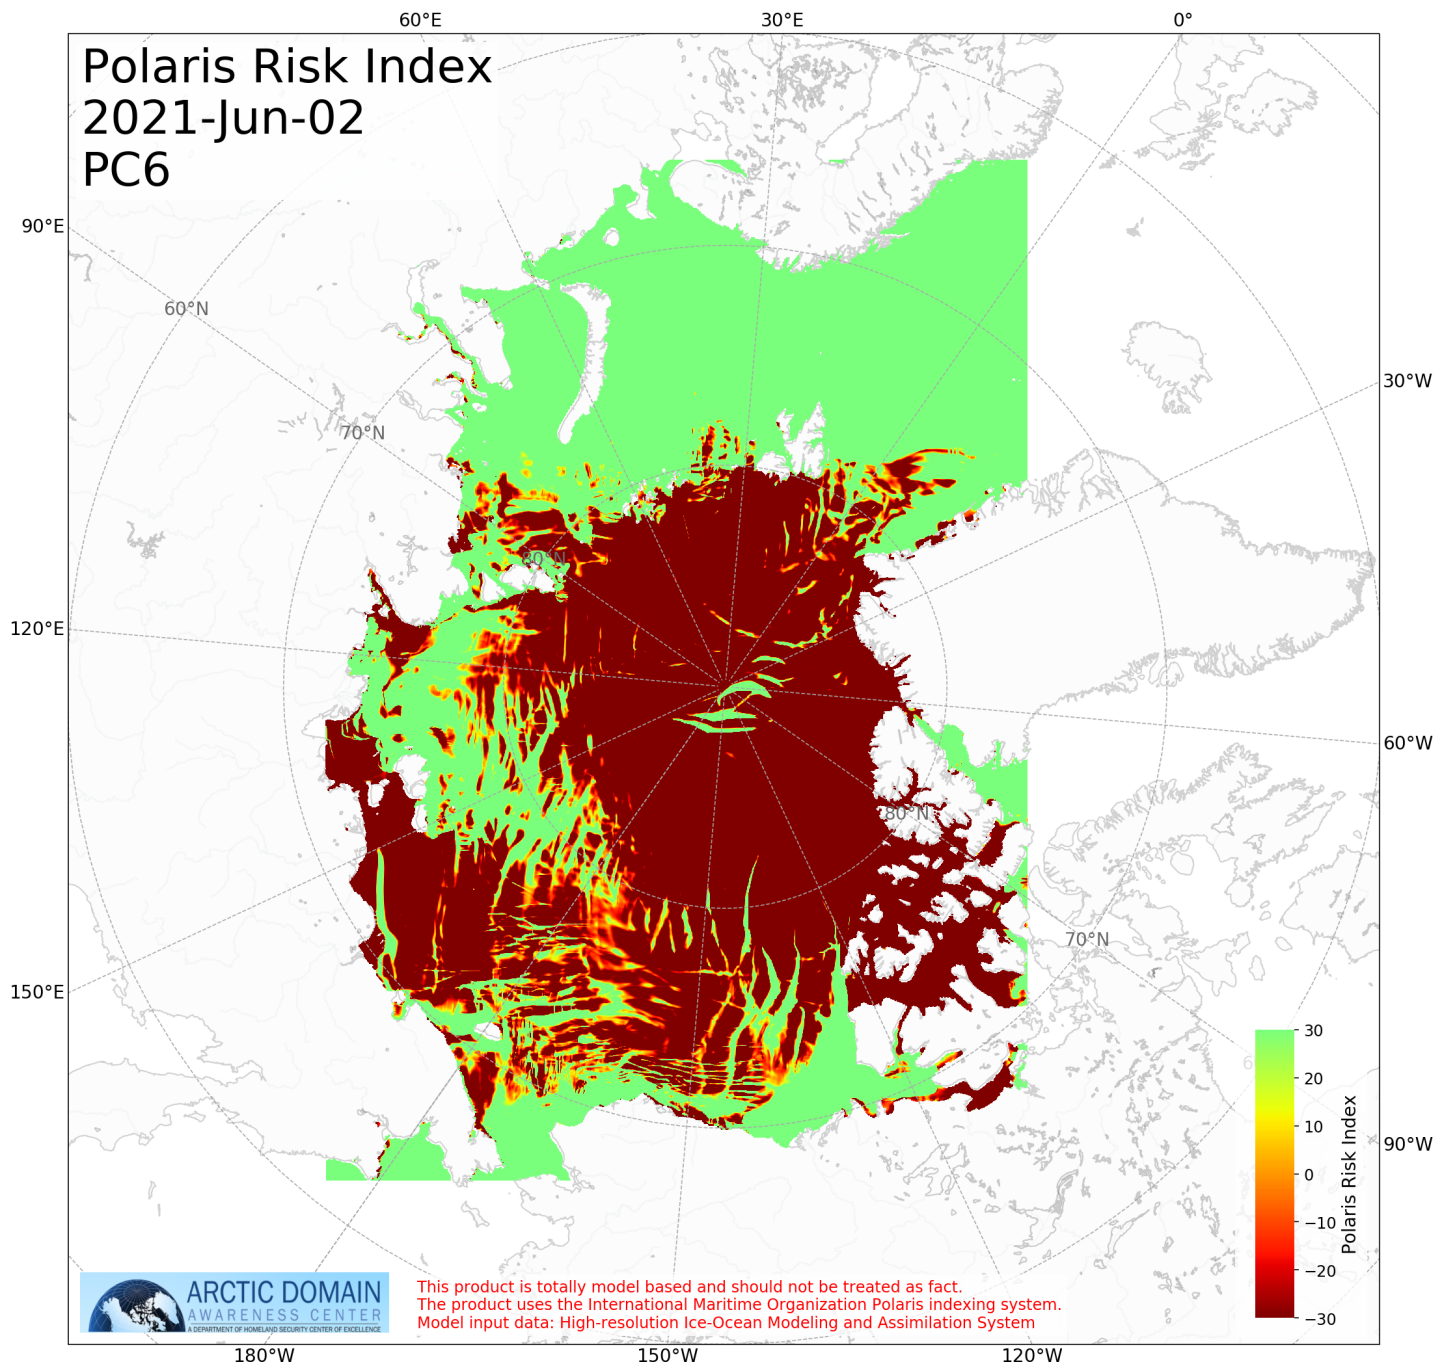 60°E
30°E
0°
Polaris Risk Index
2021-Jun-02
PC6
90°E
60°N
30°W
70°N
80°N
120°E
60°W
80°N
70°N
150°E
30
20
10
0
−10
−20
−30
Polaris Risk Index
90°W
ARCTIC DOMAIN
AWARENESS CENTER
A DEPARTMENT OF HOMELAND SECURITY CENTER OF EXCELLENCE
This product is totally model based and should not be treated as fact.
The product uses the International Maritime Organization Polaris indexing system.
Model input data: High-resolution Ice-Ocean Modeling and Assimilation System
180°W
150°W
120°W